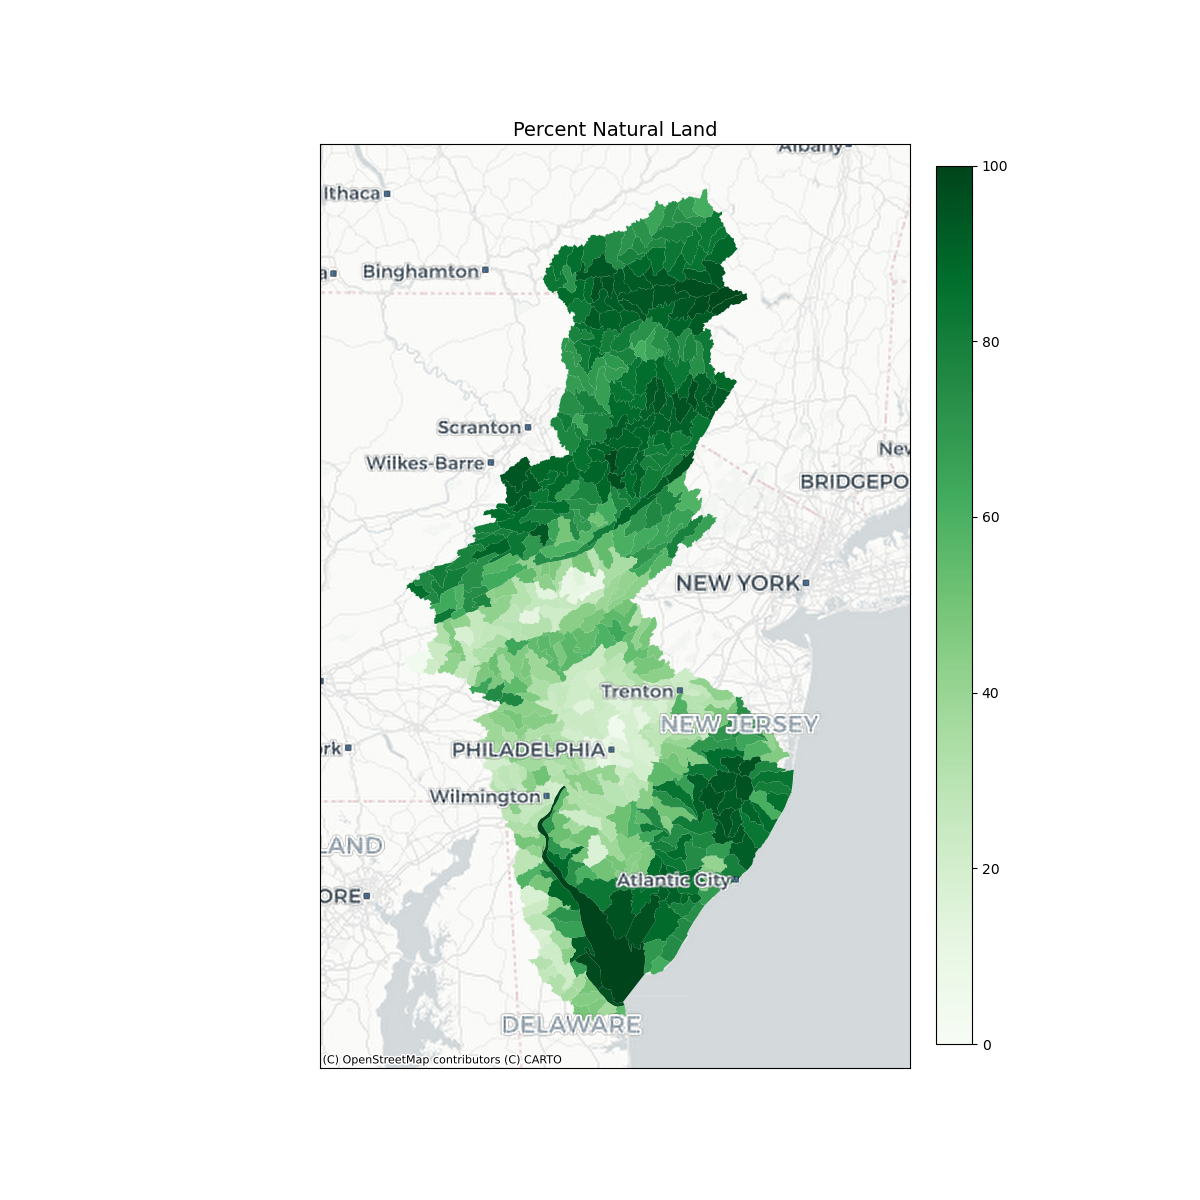 Percent Natural Land
Albany
Ithaca
Binghamton
Scranton
Wilkes-Barre
New
BRIDGEPO
NEW YORK
Trenton
NEW JERSEY
PHILADELPHIA
rk
Wilmington
LAND
Atlantic City
ORE
DELAWARE
(C) OpenStreetMap contributors (C) CARTO
100
80
60
40
20
0